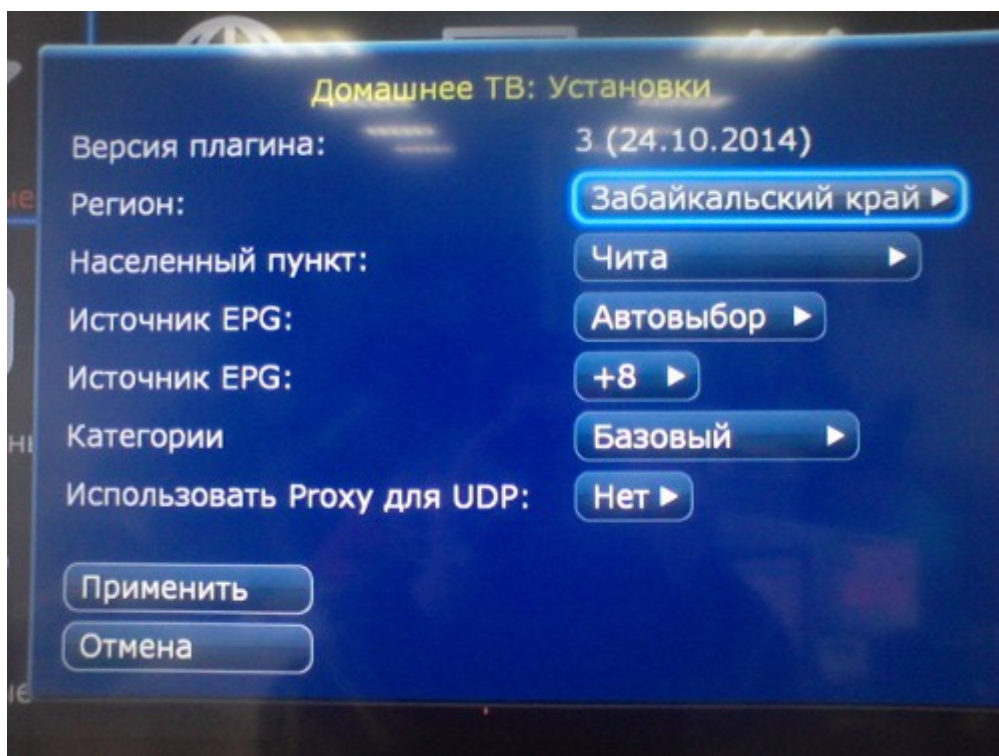 Домашнее ТВ: Установки
Версия плагина: 3 (24.10.2014)
Регион: Забайкальский край
Населенный пункт: Чита
Источник EPG: Автовыбор
Источник EPG: +8
Категории Базовый
Использовать Proxy для UDP: Нет
Применить
Отмена